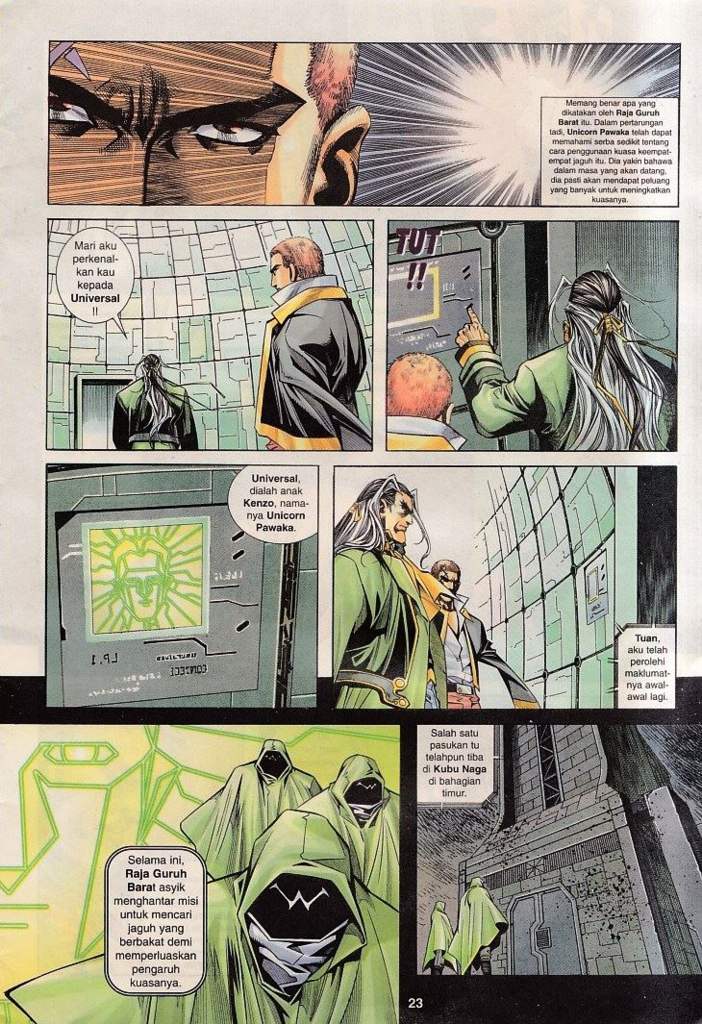 Memang benar apa yang
dikatakan oleh Raja Guruh
Barat itu. Dalam pertarungan
tadi, Unicorn Pawaka telah dapat
memahami serba sedikit tentang
cara penggunaan kuasa keempat-
empat jaguh itu. Dia yakin bahawa
dalam masa yang akan datang,
dia pasti akan mendapat peluang
yang banyak untuk meningkatkan
kuasanya.
Mari aku
perkenal-
kan kau
kepada
Universal
!!
TUT
!!
Universal,
dialah anak
Kenzo, nama-
nya Unicorn
Pawaka.
LP.1
Tuan,
aku telah
perolehi
maklumat-
nya awal-
awal lagi.
Selama ini,
Raja Guruh
Barat asyik
menghantar misi
untuk mencari
jaguh yang
berbakat demi
memperluaskan
pengaruh
kuasanya.
Salah satu
pasukan tu
telahpun tiba
di Kubu Naga
di bahagian
timur.
23